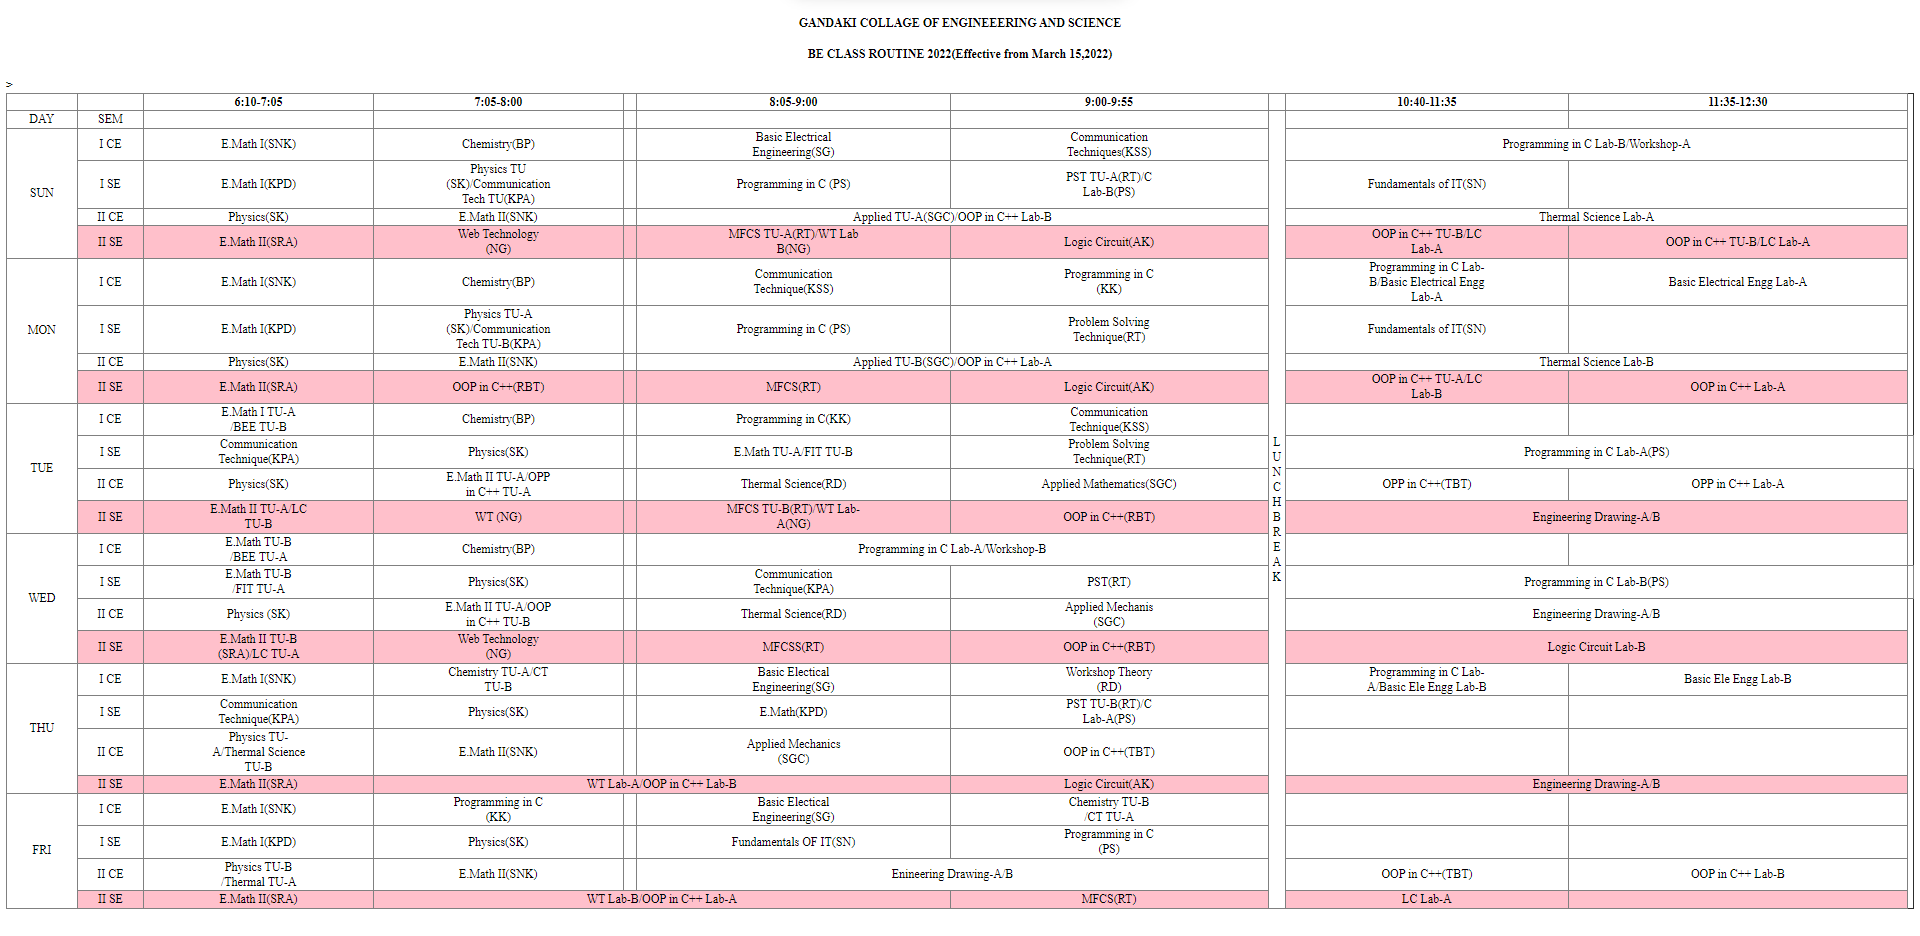 GANDAKI COLLAGE OF ENGINEEERING AND SCIENCE
BE CLASS ROUTINE 2022(Effective from March 15,2022)
>
6:10-7:05 7:05-8:00 8:05-9:00 9:00-9:55 10:40-11:35 11:35-12:30
DAY SEM
SUN
I CE
E.Math I(SNK)
Chemistry(BP)
Basic Electrical
Engineering(SG)
Communication
Techniques(KSS)
Programming in C Lab-B/Workshop-A
I SE
E.Math I(KPD)
Physics TU
(SK)/Communication
Tech TU(KPA)
Programming in C (PS)
PST TU-A(RT)/C
Lab-B(PS)
Fundamentals of IT(SN)
II CE
Physics(SK)
E.Math II(SNK)
Applied TU-A(SGC)/OOP in C++ Lab-B
Thermal Science Lab-A
II SE
E.Math II(SRA)
Web Technology
(NG)
MFCS TU-A(RT)/WT Lab
B(NG)
Logic Circuit(AK)
OOP in C++ TU-B/LC
Lab-A
OOP in C++ TU-B/LC Lab-A
MON
I CE
E.Math I(SNK)
Chemistry(BP)
Communication
Technique(KSS)
Programming in C
(KK)
Programming in C Lab-
B/Basic Electrical Engg
Lab-A
Basic Electrical Engg Lab-A
I SE
E.Math I(KPD)
Physics TU-A
(SK)/Communication
Tech TU-B(KPA)
Programming in C (PS)
Problem Solving
Technique(RT)
Fundamentals of IT(SN)
II CE
Physics(SK)
E.Math II(SNK)
Applied TU-B(SGC)/OOP in C++ Lab-A
Thermal Science Lab-B
II SE
E.Math II(SRA)
OOP in C++(RBT)
MFCS(RT)
Logic Circuit(AK)
OOP in C++ TU-A/LC
Lab-B
OOP in C++ Lab-A
TUE
I CE
E.Math I TU-A
/BEE TU-B
Chemistry(BP)
Programming in C(KK)
Communication
Technique(KSS)
I SE
Communication
Technique(KPA)
Physics(SK)
E.Math TU-A/FIT TU-B
Problem Solving
Technique(RT)
Programming in C Lab-A(PS)
II CE
Physics(SK)
E.Math II TU-A/OPP
in C++ TU-A
Thermal Science(RD)
Applied Mathematics(SGC)
OPP in C++(TBT)
OPP in C++ Lab-A
II SE
E.Math II TU-A/LC
TU-B
WT (NG)
MFCS TU-B(RT)/WT Lab-
A(NG)
OOP in C++(RBT)
Engineering Drawing-A/B
L
U
N
C
H
B
R
E
A
K
WED
I CE
E.Math TU-B
/BEE TU-A
Chemistry(BP)
Programming in C Lab-A/Workshop-B
I SE
E.Math TU-B
/FIT TU-A
Physics(SK)
Communication
Technique(KPA)
PST(RT)
Programming in C Lab-B(PS)
II CE
Physics (SK)
E.Math II TU-A/OOP
in C++ TU-B
Thermal Science(RD)
Applied Mechanis
(SGC)
Engineering Drawing-A/B
II SE
E.Math II TU-B
(SRA)/LC TU-A
Web Technology
(NG)
MFCSS(RT)
OOP in C++(RBT)
Logic Circuit Lab-B
THU
I CE
E.Math I(SNK)
Chemistry TU-A/CT
TU-B
Basic Electical
Engineering(SG)
Workshop Theory
(RD)
Programming in C Lab-
A/Basic Ele Engg Lab-B
Basic Ele Engg Lab-B
I SE
Communication
Technique(KPA)
Physics(SK)
E.Math(KPD)
PST TU-B(RT)/C
Lab-A(PS)
II CE
Physics TU-
A/Thermal Science
TU-B
E.Math II(SNK)
Applied Mechanics
(SGC)
OOP in C++(TBT)
II SE
E.Math II(SRA)
WT Lab-A/OOP in C++ Lab-B
Logic Circuit(AK)
Engineering Drawing-A/B
FRI
I CE
E.Math I(SNK)
Programming in C
(KK)
Basic Electical
Engineering(SG)
Chemistry TU-B
/CT TU-A
I SE
E.Math I(KPD)
Physics(SK)
Fundamentals OF IT(SN)
Programming in C
(PS)
II CE
Physics TU-B
/Thermal TU-A
E.Math II(SNK)
Enineering Drawing-A/B
OOP in C++(TBT)
OOP in C++ Lab-B
II SE
E.Math II(SRA)
WT Lab-B/OOP in C++ Lab-A
MFCS(RT)
LC Lab-A